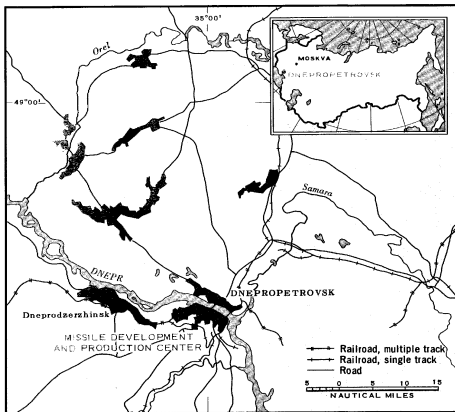 35°00'
Orel
MOSKVA
DNEPROPETROVSK
49°00'
Samara
DNEPR
DNEPROPETROVSK
Dneprodzerzhinsk
MISSILE DEVELOPMENT
AND PRODUCTION CENTER
Railroad, multiple track
Railroad, single track
Road
5 0 5 10 15
NAUTICAL MILES